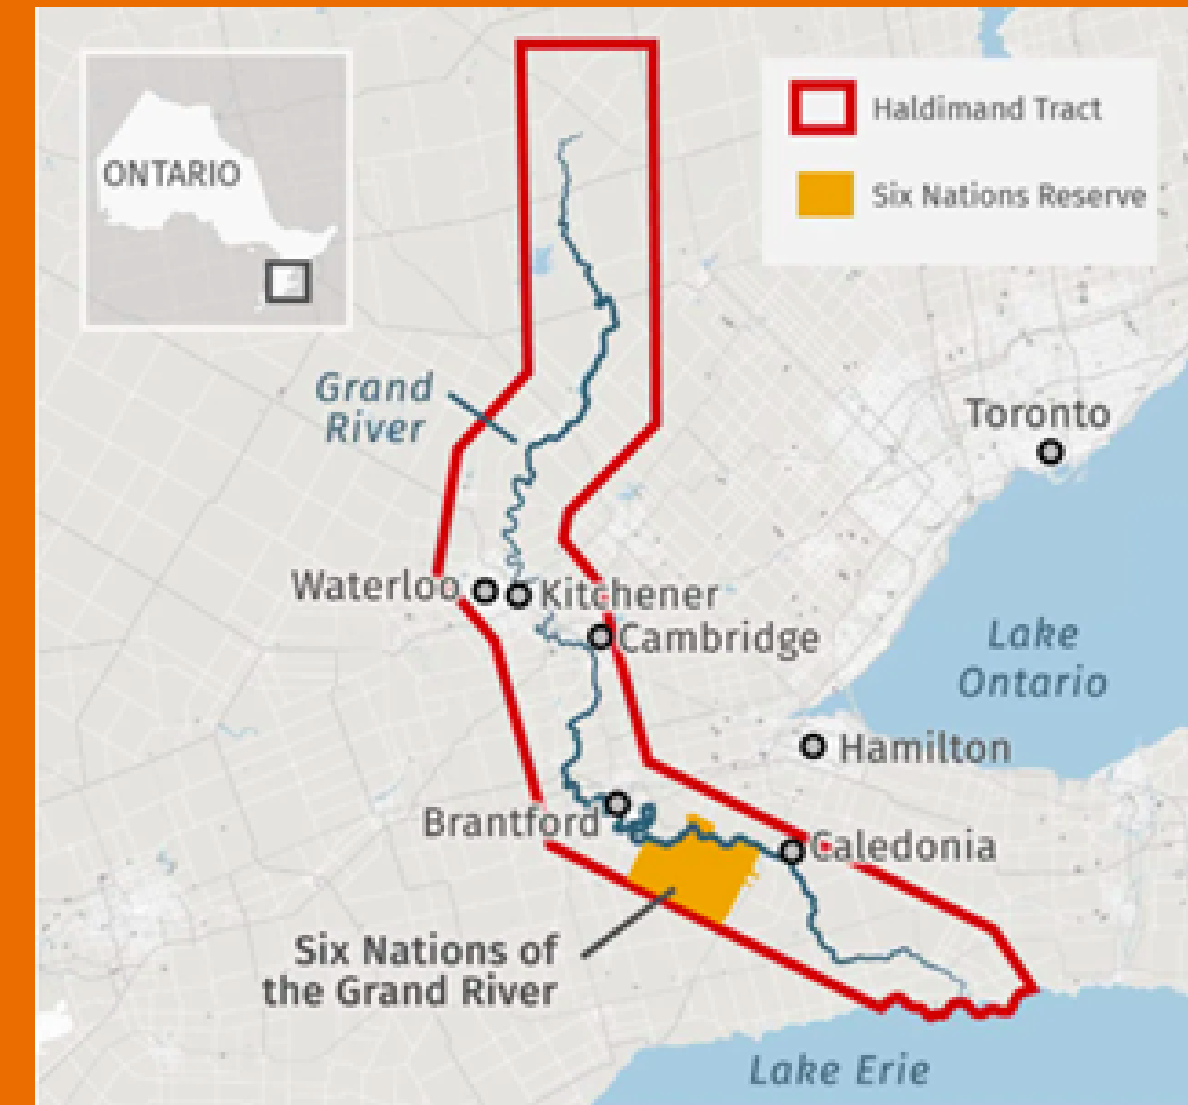 ONTARIO
Haldimand Tract
Six Nations Reserve
Grand
River
Toronto
Waterloo
Kitchener
Cambridge
Lake
Ontario
Hamilton
Brantford
Caledonia
Six Nations of
the Grand River
Lake Erie